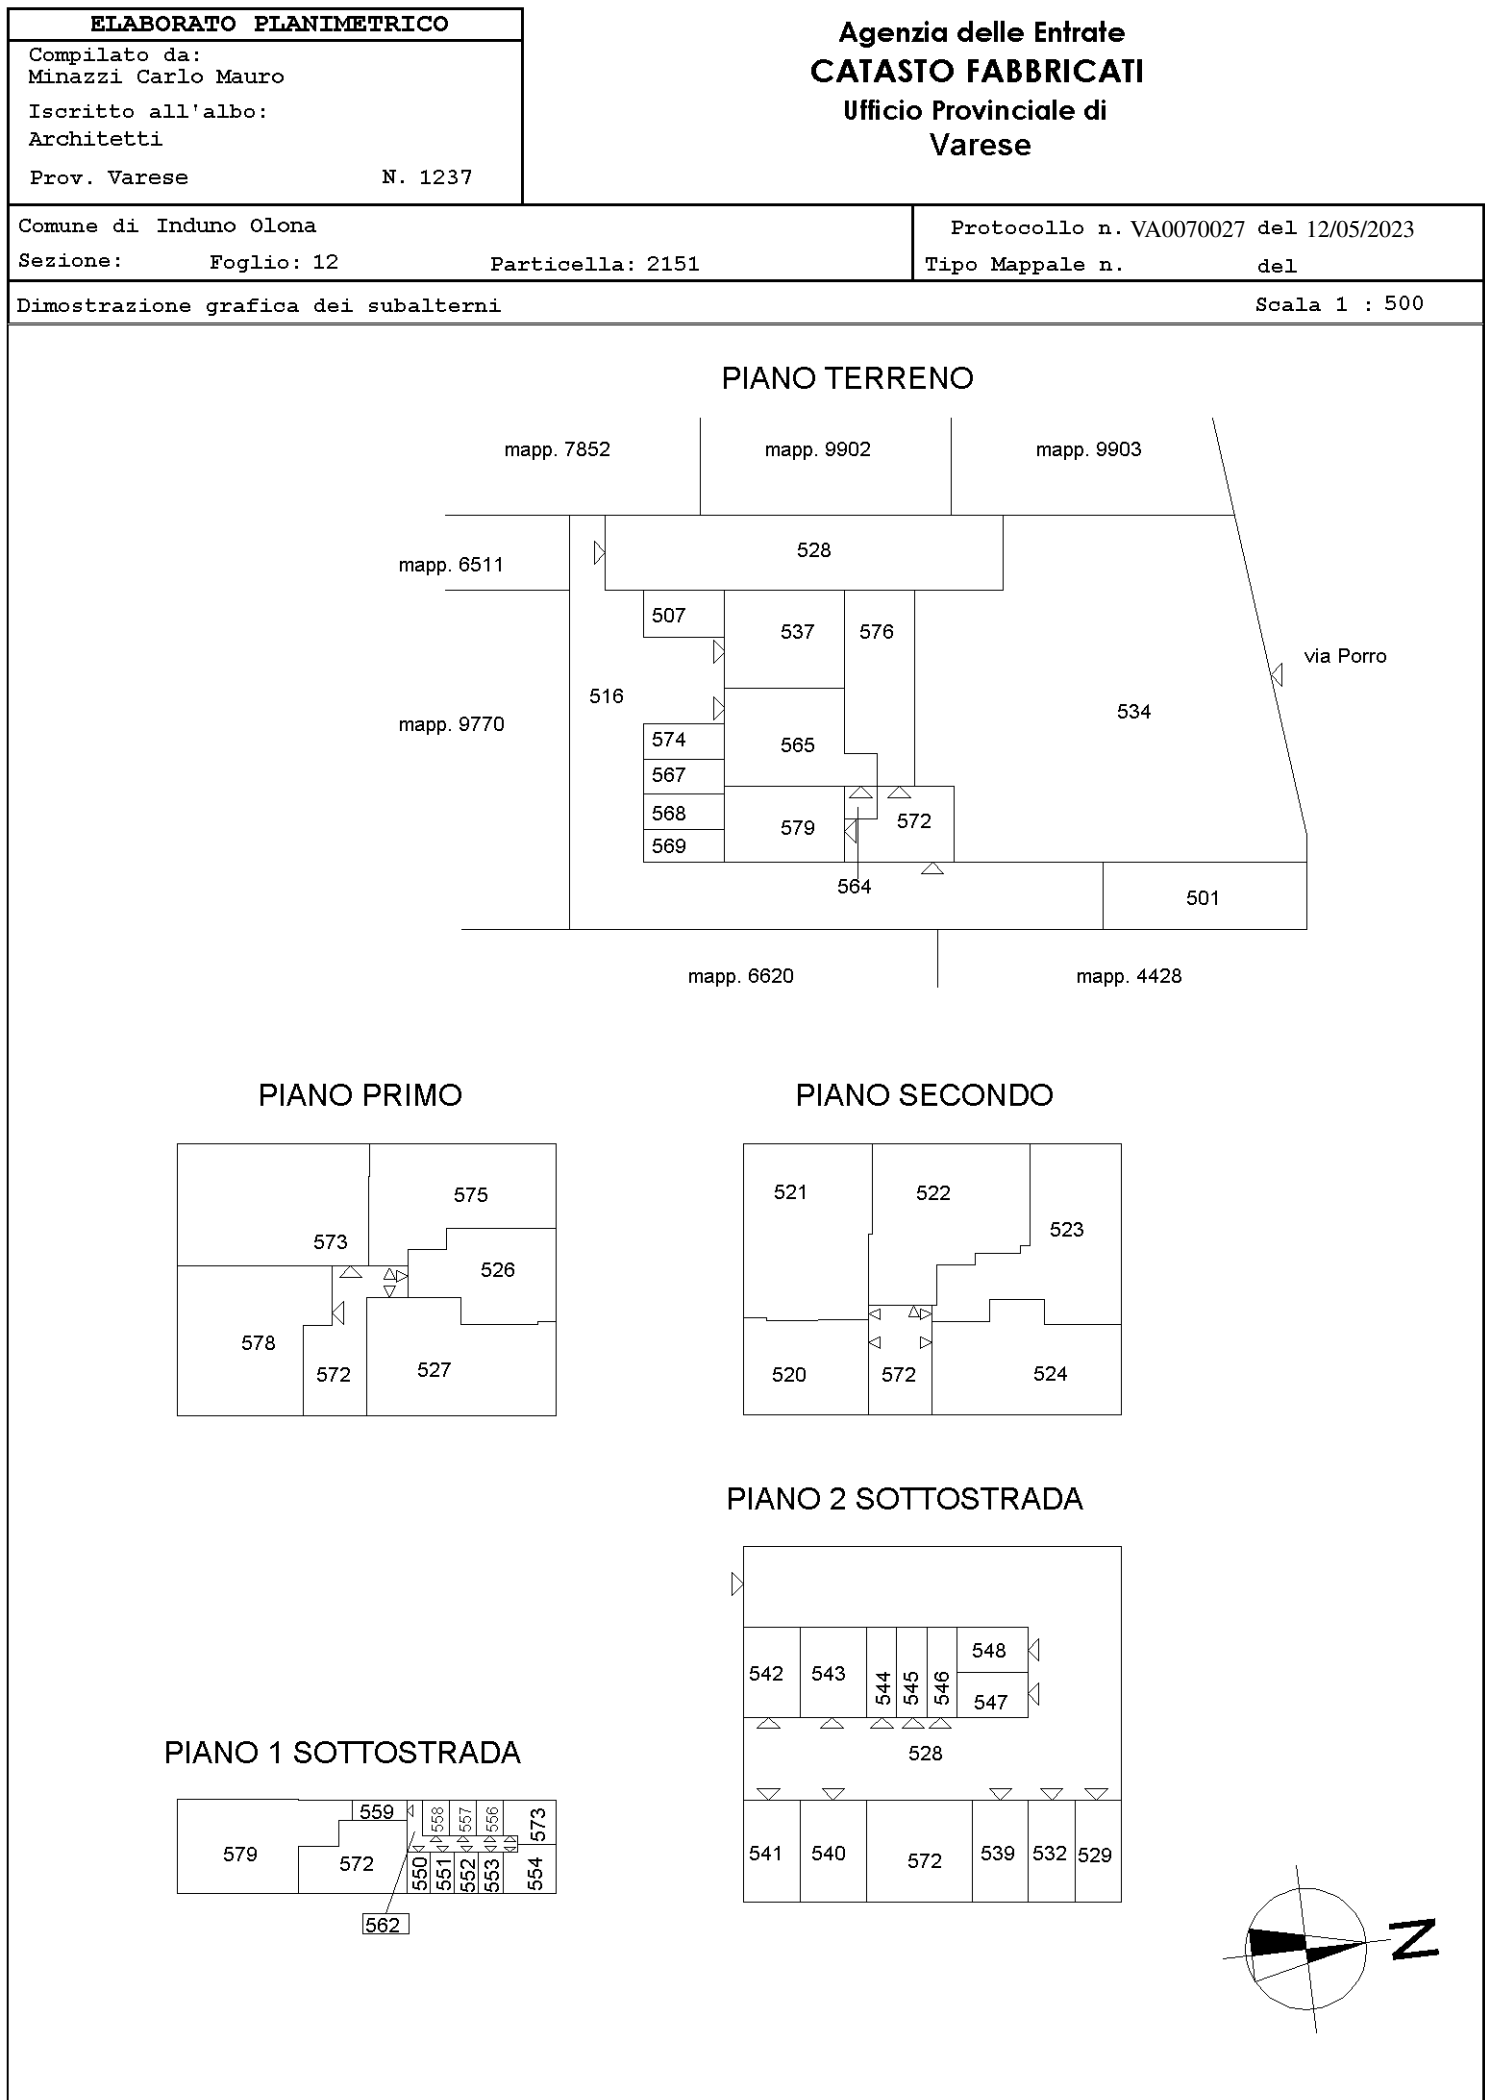 ELABORATO PLANIMETRICO
Compilato da:
Minazzi Carlo Mauro
Iscritto all'albo:
Architetti
Prov. Varese N. 1237
Agenzia delle Entrate
CATASTO FABBRICATI
Ufficio Provinciale di
Varese
Comune di Induno Olona
Sezione: Foglio: 12 Particella: 2151
Protocollo n. VA0070027 del 12/05/2023
Tipo Mappale n. del
Dimostrazione grafica dei subalterni Scala 1 : 500
PIANO TERRENO
mapp. 7852 mapp. 9902 mapp. 9903
528
mapp. 6511
507
537 576
via Porro
516
534
mapp. 9770
574
565
567
568
579 572
569
564
501
mapp. 6620 mapp. 4428
PIANO PRIMO
575
573
526
578
527
572
PIANO SECONDO
521 522
523
520 572 524
PIANO 2 SOTTOSTRADA
548
542 543 544 545 546
547
528
541 540 572 539 532 529
PIANO 1 SOTTOSTRADA
559 558 557 556 573
579 572
550 551 552 553 554
562
N